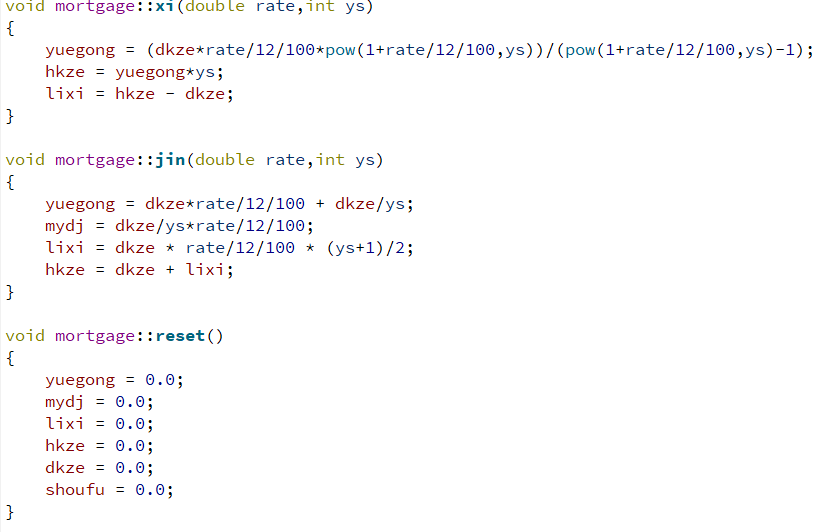 void mortgage::xi(double rate,int ys)
{
    yuegong = (dkze*rate/12/100*pow(1+rate/12/100,ys))/(pow(1+rate/12/100,ys)-1);
    hkze = yuegong*ys;
    lixi = hkze - dkze;
}

void mortgage::jin(double rate,int ys)
{
    yuegong = dkze*rate/12/100 + dkze/ys;
    mydj = dkze/ys*rate/12/100;
    lixi = dkze * rate/12/100 * (ys+1)/2;
    hkze = dkze + lixi;
}

void mortgage::reset()
{
    yuegong = 0.0;
    mydj = 0.0;
    lixi = 0.0;
    hkze = 0.0;
    dkze = 0.0;
    shoufu = 0.0;
}